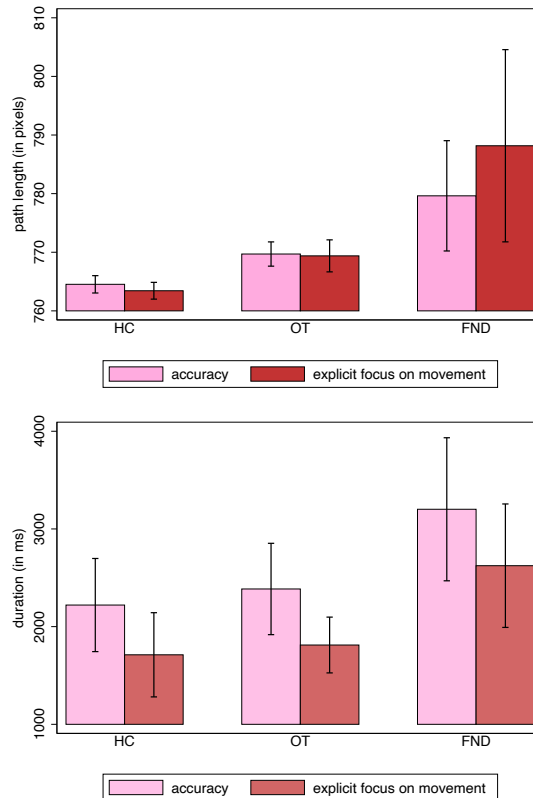 810
800
790
780
770
760
path length (in pixels)
HC OT FND
accuracy explicit focus on movement
4000
3000
2000
1000
duration (in ms)
HC OT FND
accuracy explicit focus on movement